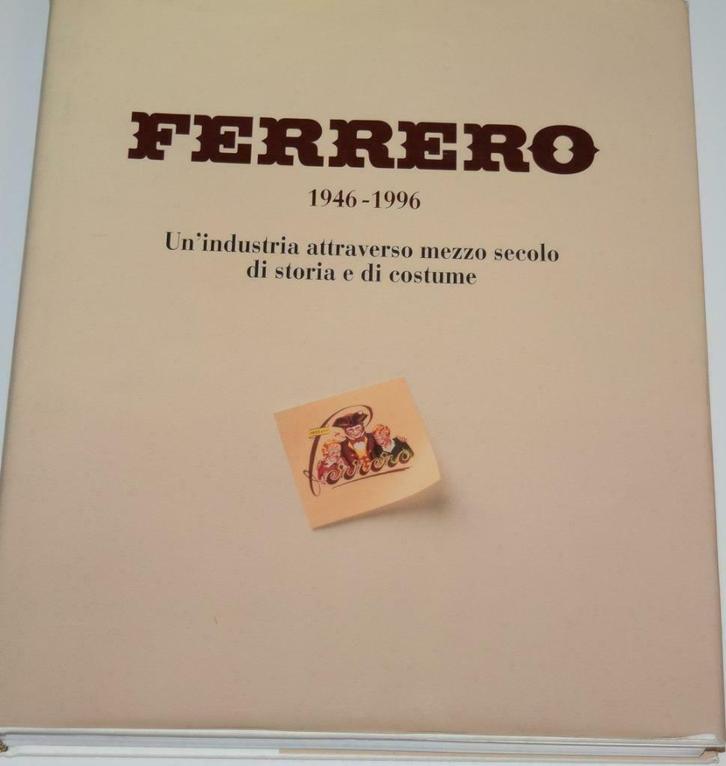 FERRERO
1946-1996
Un'industria attraverso mezzo secolo
di storia e di costume
Ferrero